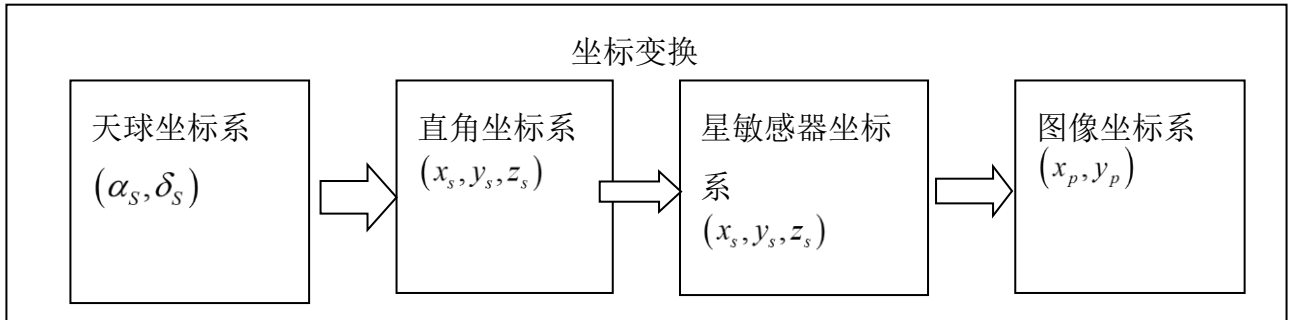 坐标变换
天球坐标系
(α_S, δ_S)
直角坐标系
(x_s, y_s, z_s)
星敏感器坐标
系
(x_s, y_s, z_s)
图像坐标系
(x_p, y_p)